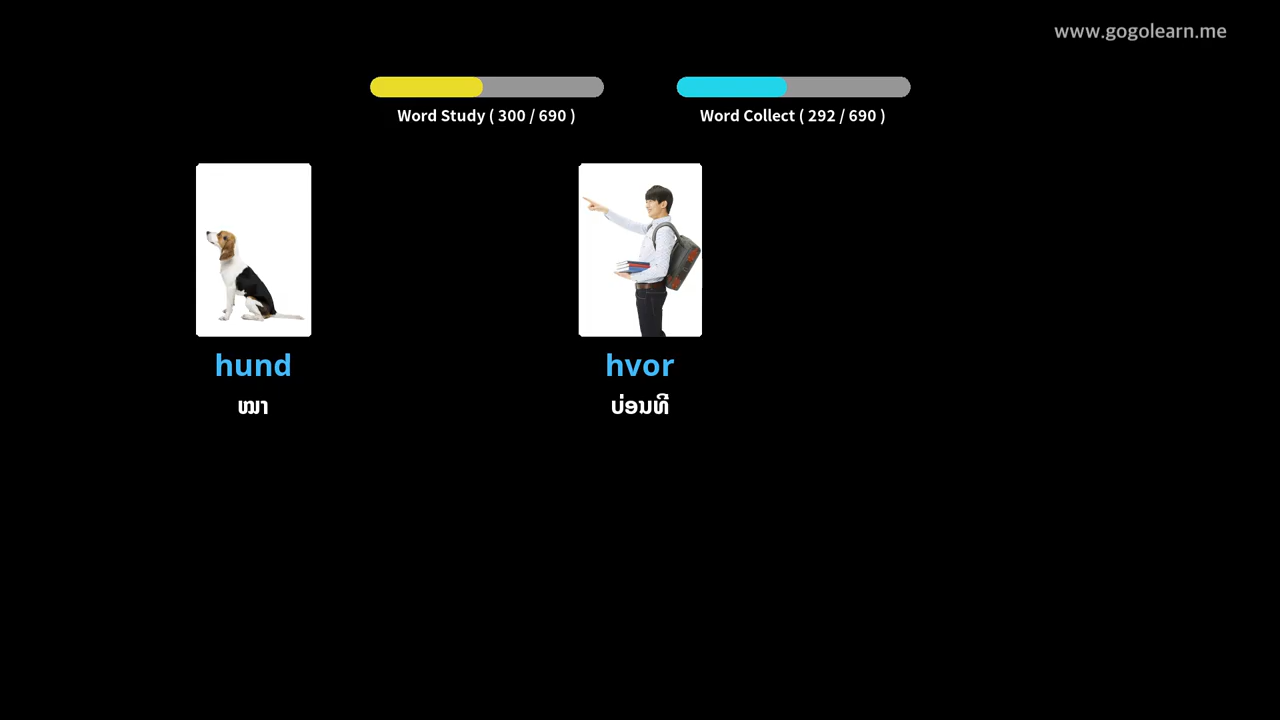 www.gogolearn.me
Word Study ( 300 / 690 )
Word Collect ( 292 / 690 )
hund
ໝາ
hvor
ບ່ອນທີ່